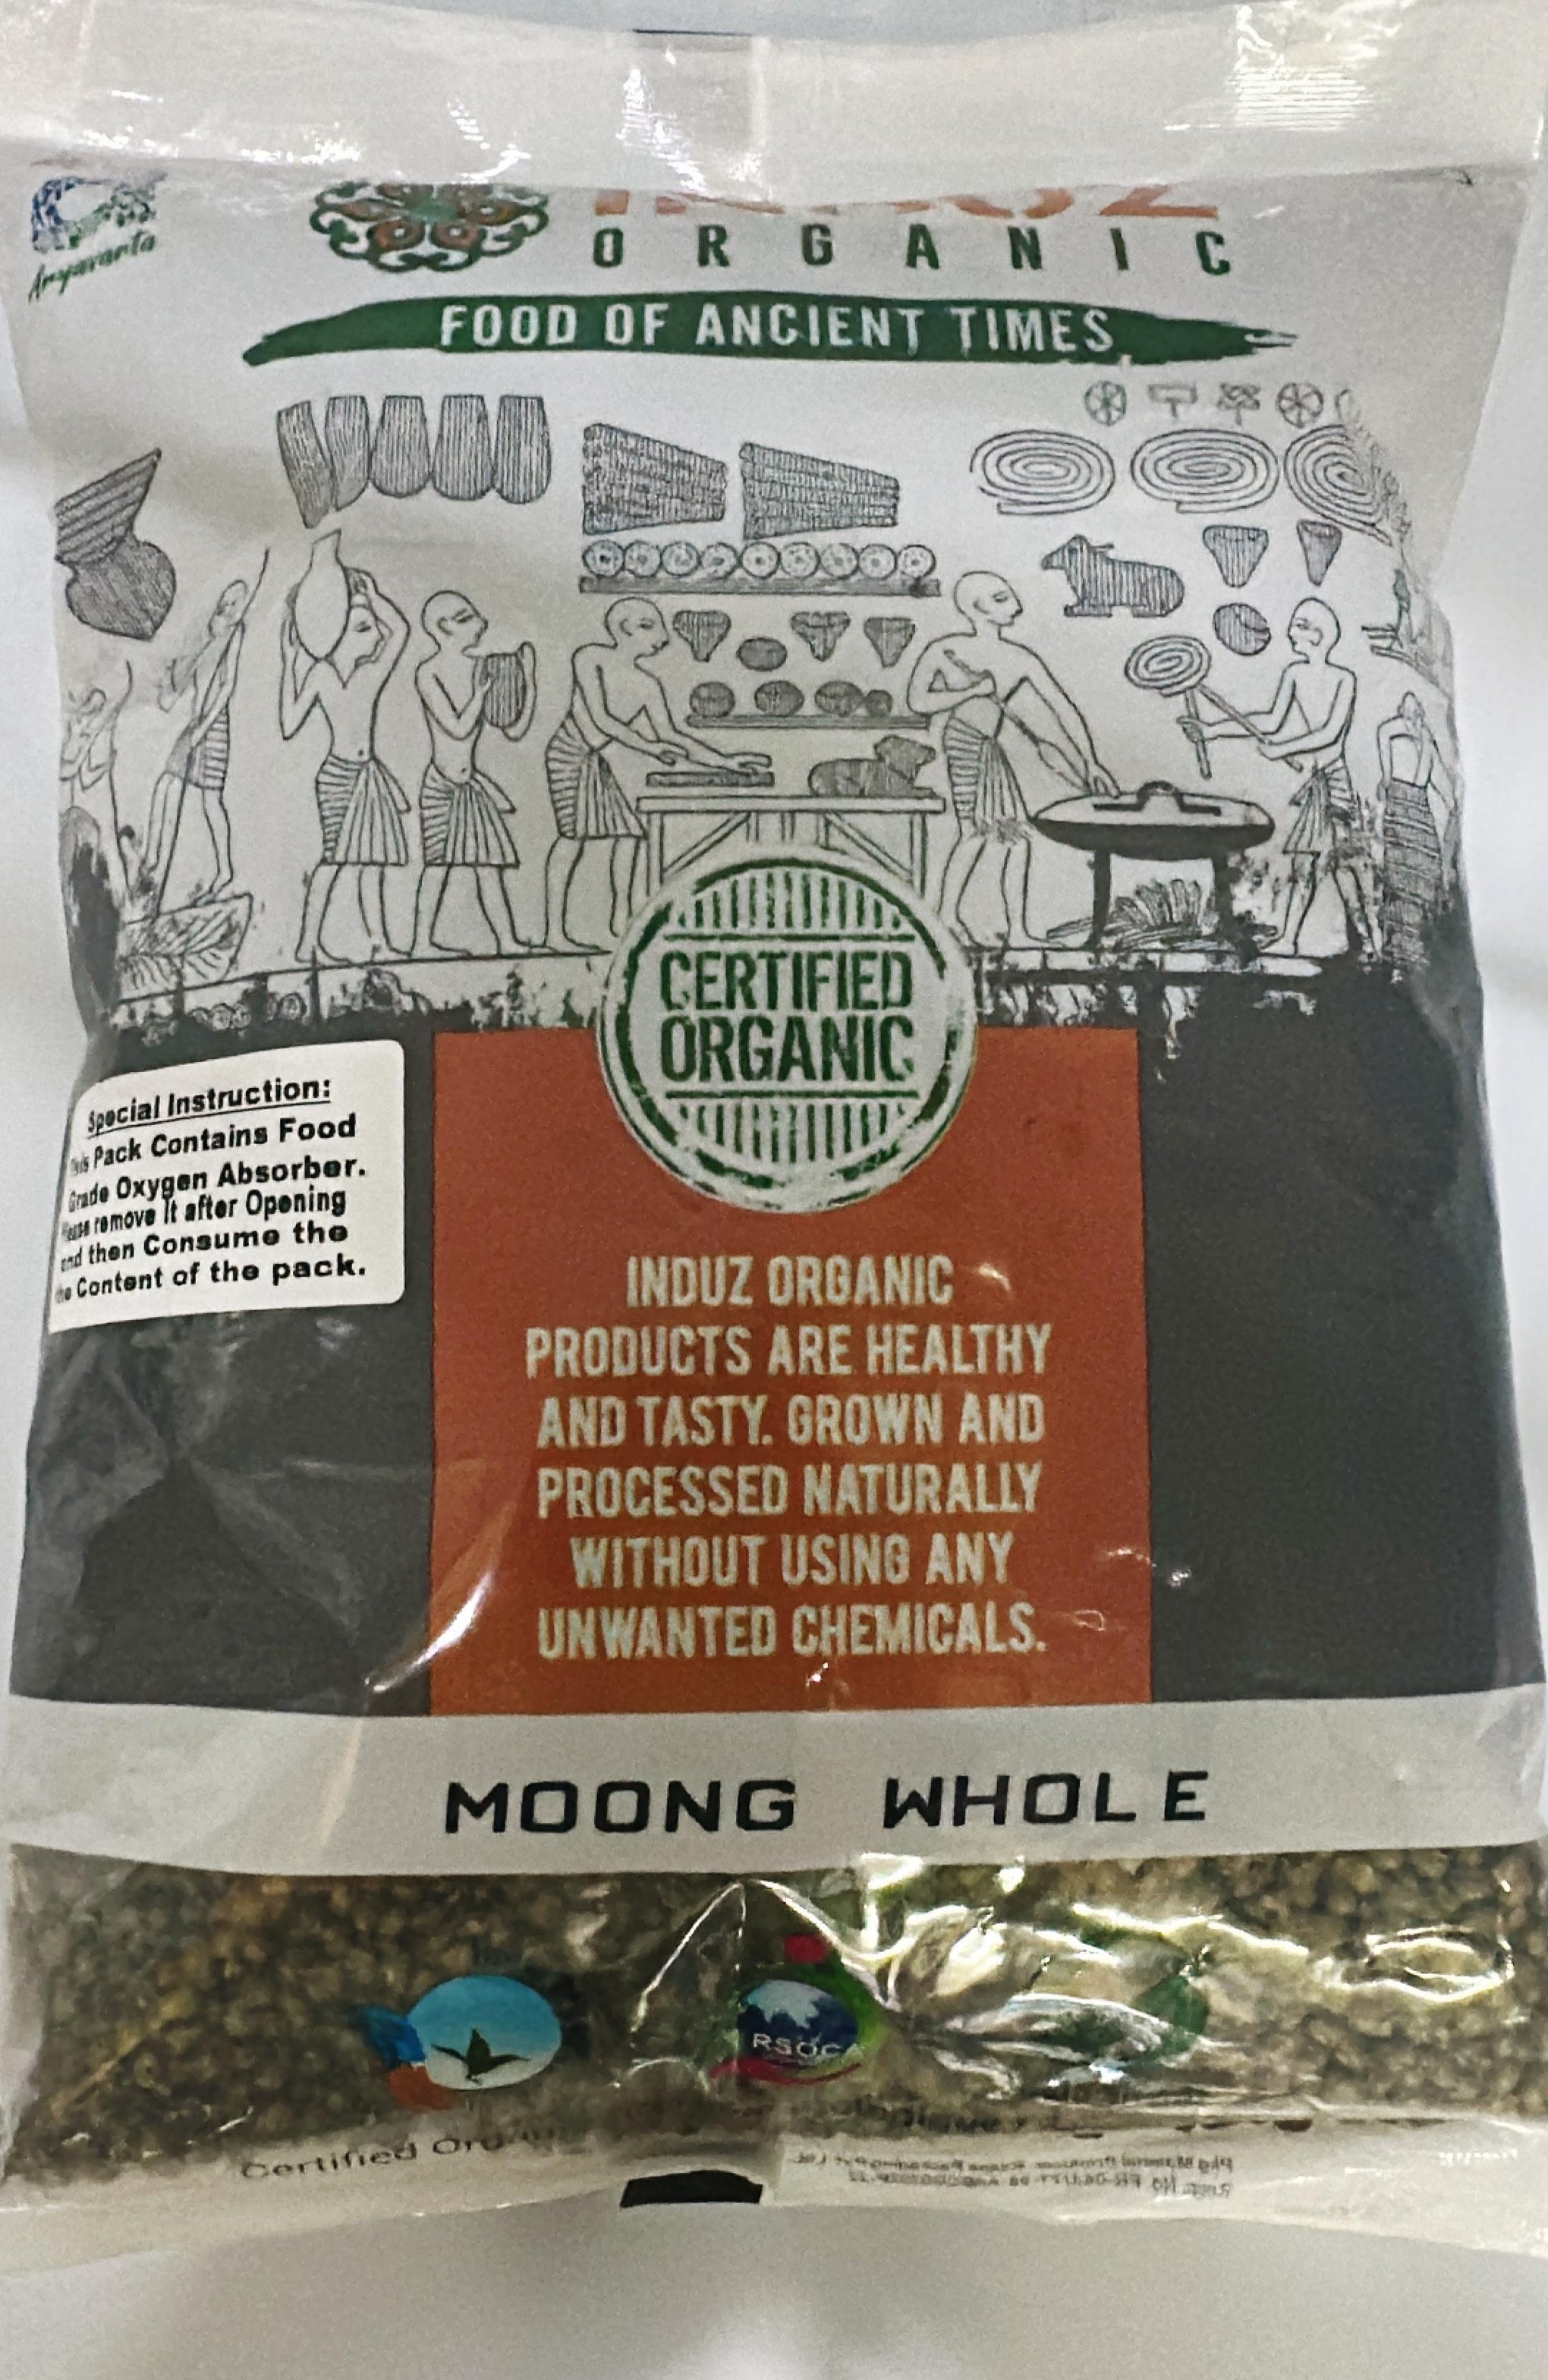 Aryavarta
ORGANIC
FOOD OF ANCIENT TIMES
CERTIFIED
ORGANIC
Special Instruction:
Pack Contains Food
Grade Oxygen Absorber.
remove It after Opening
and then Consume the
Content of the pack.
INDUZ ORGANIC
PRODUCTS ARE HEALTHY
AND TASTY. GROWN AND
PROCESSED NATURALLY
WITHOUT USING ANY
UNWANTED CHEMICALS.
MOONG WHOLE
RSOCA
Certified